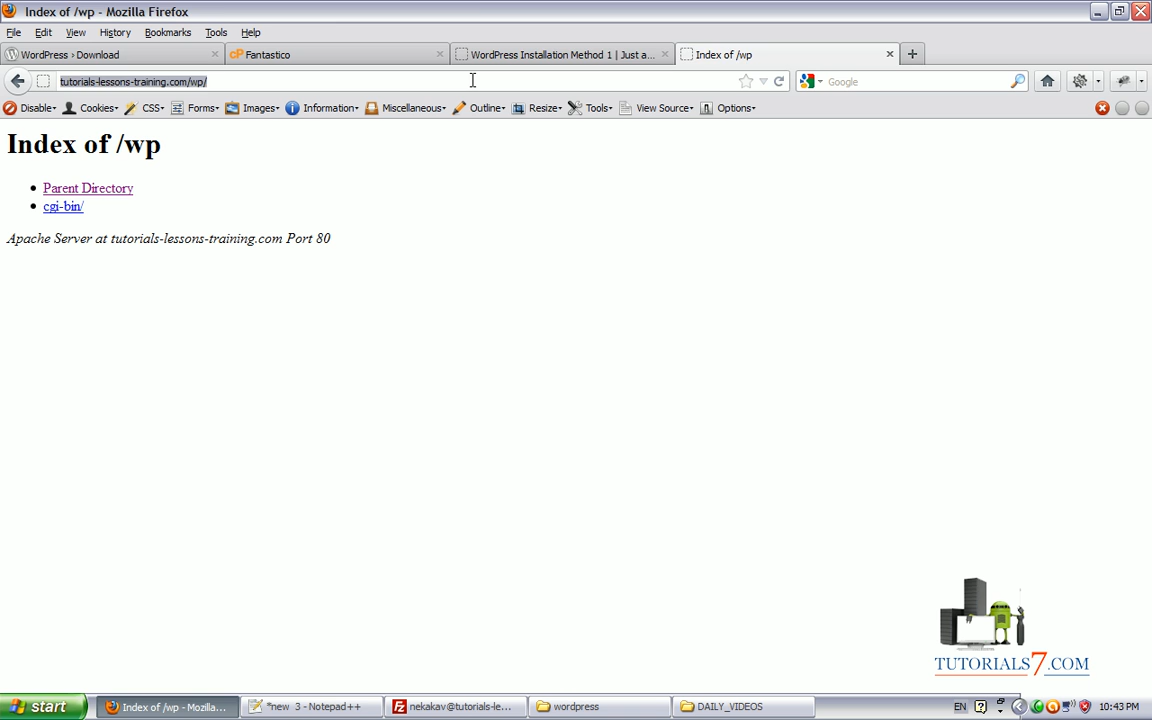 Index of /wp - Mozilla Firefox
File Edit View History Bookmarks Tools Help
WordPress › Download
cP Fantastico
WordPress Installation Method 1 | Just a...
Index of /wp
tutorials-lessons-training.com/wp/
Google
Disable Cookies CSS Forms Images Information Miscellaneous Outline Resize Tools View Source Options
Index of /wp
Parent Directory
cgi-bin/
Apache Server at tutorials-lessons-training.com Port 80
TUTORIALS7.COM
start
Index of /wp - Mozilla...
*new 3 - Notepad++
nekakav@tutorials-le...
wordpress
DAILY_VIDEOS
EN
10:43 PM